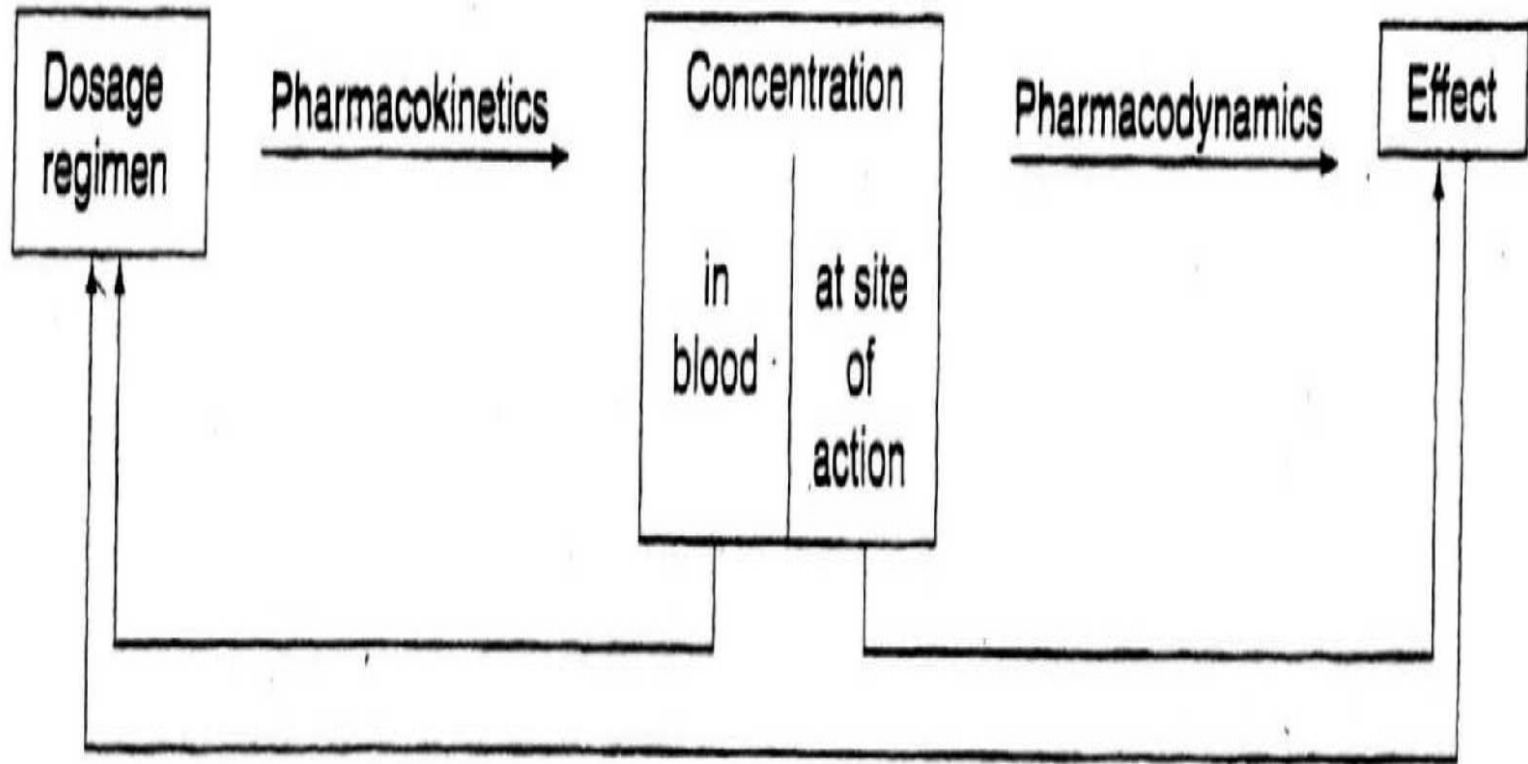 Dosage
regimen
Pharmacokinetics
Concentration
in
blood
at site
of
action
Pharmacodynamics
Effect